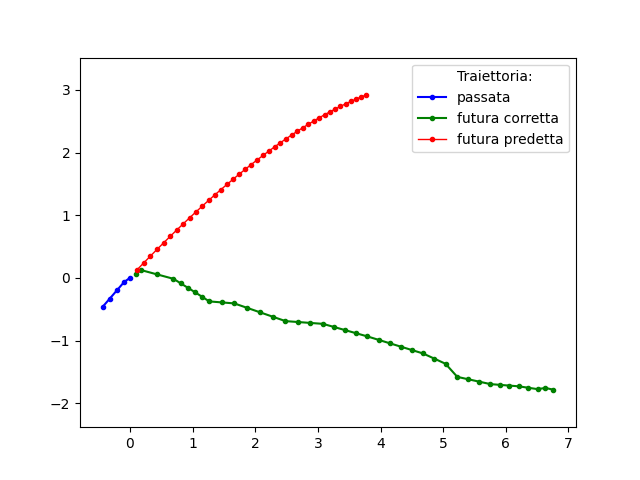 Traiettoria:
passata
futura corretta
futura predetta
3
2
1
0
−1
−2
0 1 2 3 4 5 6 7